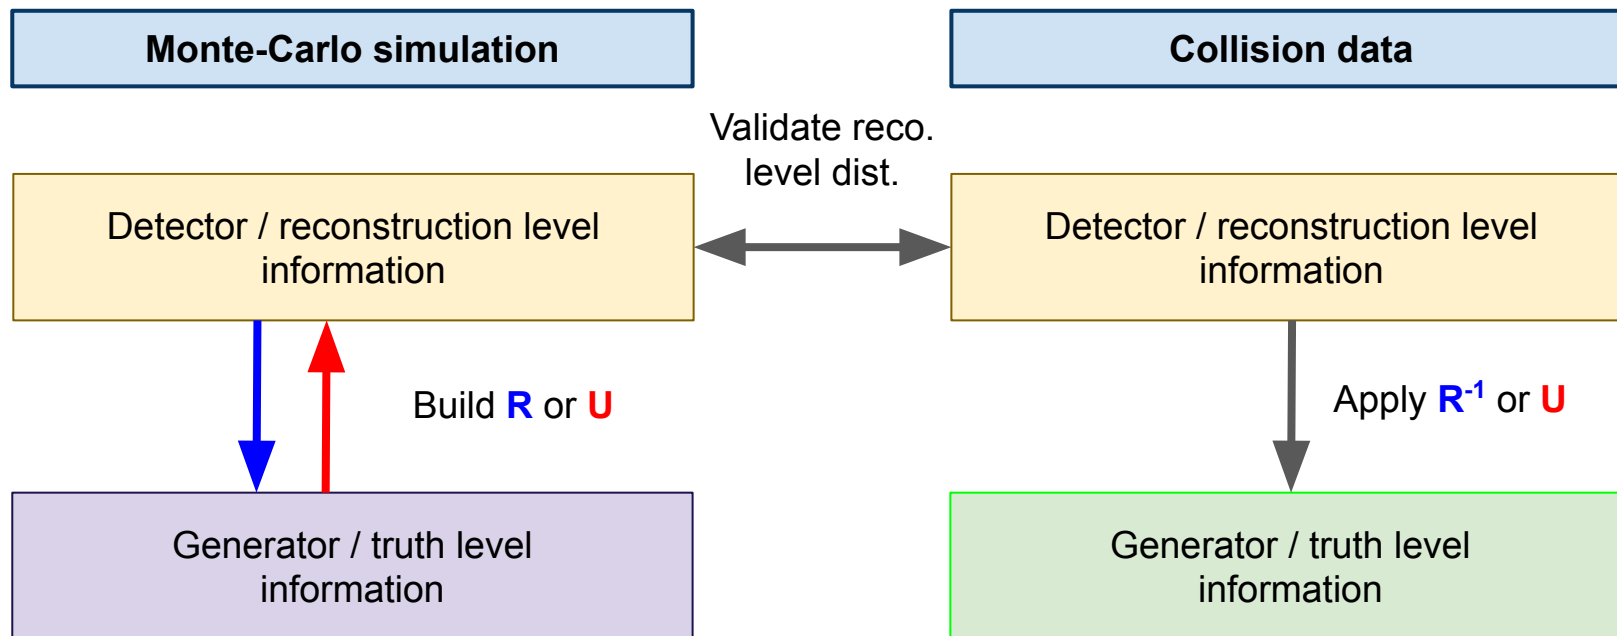 Monte-Carlo simulation
Collision data
Validate reco.
level dist.
Detector / reconstruction level
information
Detector / reconstruction level
information
Build R or U
Apply R⁻¹ or U
Generator / truth level
information
Generator / truth level
information